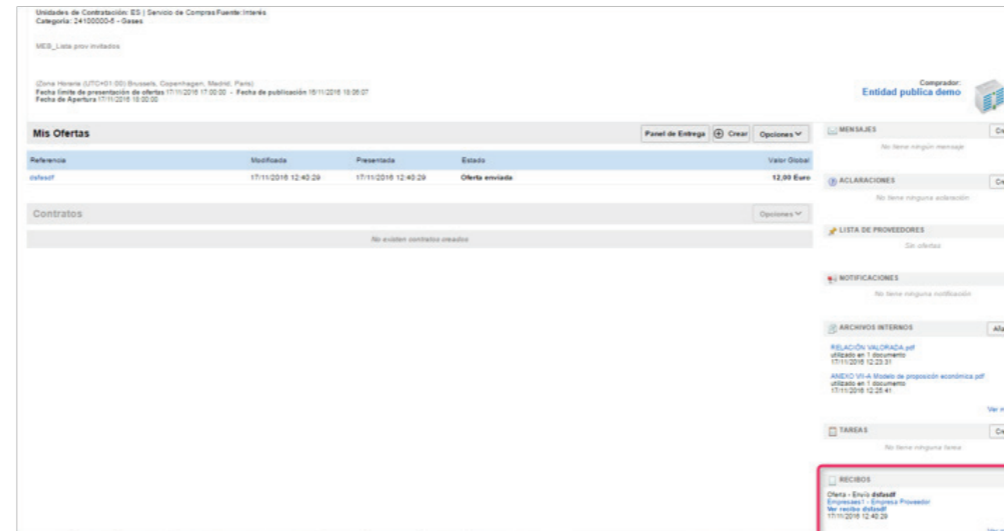 Unidades de Contratación: ES | Servicio de Compras Fuente: Interés
Categoría: 24100000-5 - Gases
MEB_Lista prov invitados
(Zona Horaria (UTC+01:00) Brussels, Copenhagen, Madrid, Paris)
Fecha límite de presentación de ofertas 17/11/2016 17:00:00 - Fecha de publicación 16/11/2016 18:06:07
Fecha de Apertura 17/11/2016 18:00:00
Comprador:
Entidad publica demo
Mis Ofertas
Panel de Entrega Crear Opciones
Referencia Modificada Presentada Estado Valor Global
dsfasdf 17/11/2016 12:40:29 17/11/2016 12:40:29 Oferta enviada 12,00 Euro
Contratos Opciones
No existen contratos creados
MENSAJES
No tiene ningún mensaje
ACLARACIONES
No tiene ninguna aclaración
LISTA DE PROVEEDORES
Sin ofertas
NOTIFICACIONES
No tiene ninguna notificación
ARCHIVOS INTERNOS
RELACIÓN VALORADA.pdf
utilizado en 1 documento
17/11/2016 12:23:31
ANEXO VII-A Modelo de proposición económica.pdf
utilizado en 1 documento
17/11/2016 12:25:41
Ver
TAREAS
No tiene ninguna tarea
RECIBOS
Oferta - Envío dsfasdf
Empresaes1 - Empresa Proveedor
Ver recibo dsfasdf
17/11/2016 12:40:29